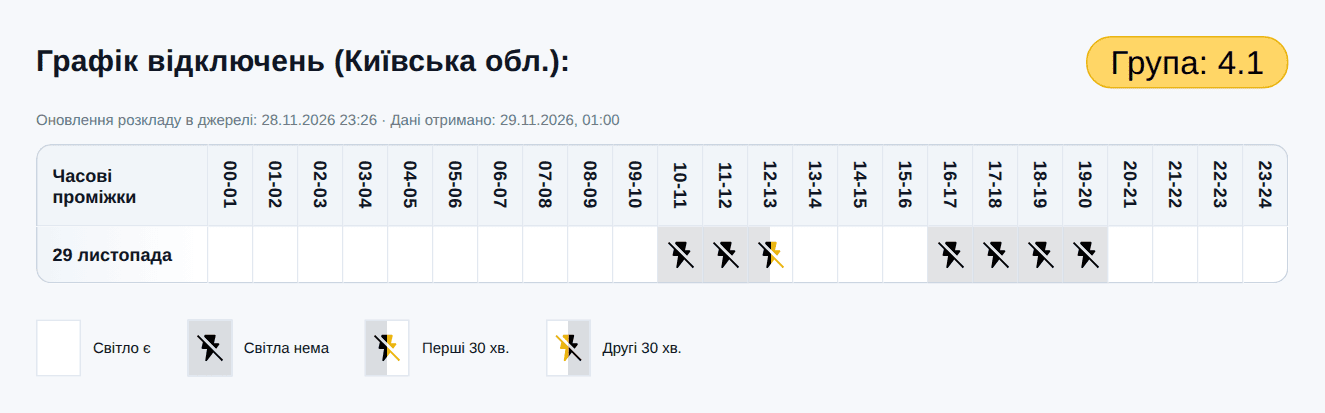 Графік відключень (Київська обл.):
Група: 4.1
Оновлення розкладу в джерелі: 28.11.2026 23:26 · Дані отримано: 29.11.2026, 01:00
Часові
проміжки
00-01
01-02
02-03
03-04
04-05
05-06
06-07
07-08
08-09
09-10
10-11
11-12
12-13
13-14
14-15
15-16
16-17
17-18
18-19
19-20
20-21
21-22
22-23
23-24
29 листопада
Світло є
Світла нема
Перші 30 хв.
Другі 30 хв.